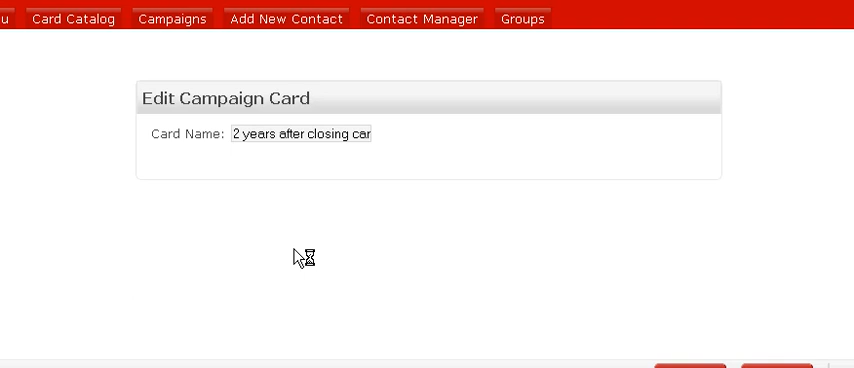 u Card Catalog Campaigns Add New Contact Contact Manager Groups
Edit Campaign Card
Card Name: 2 years after closing car